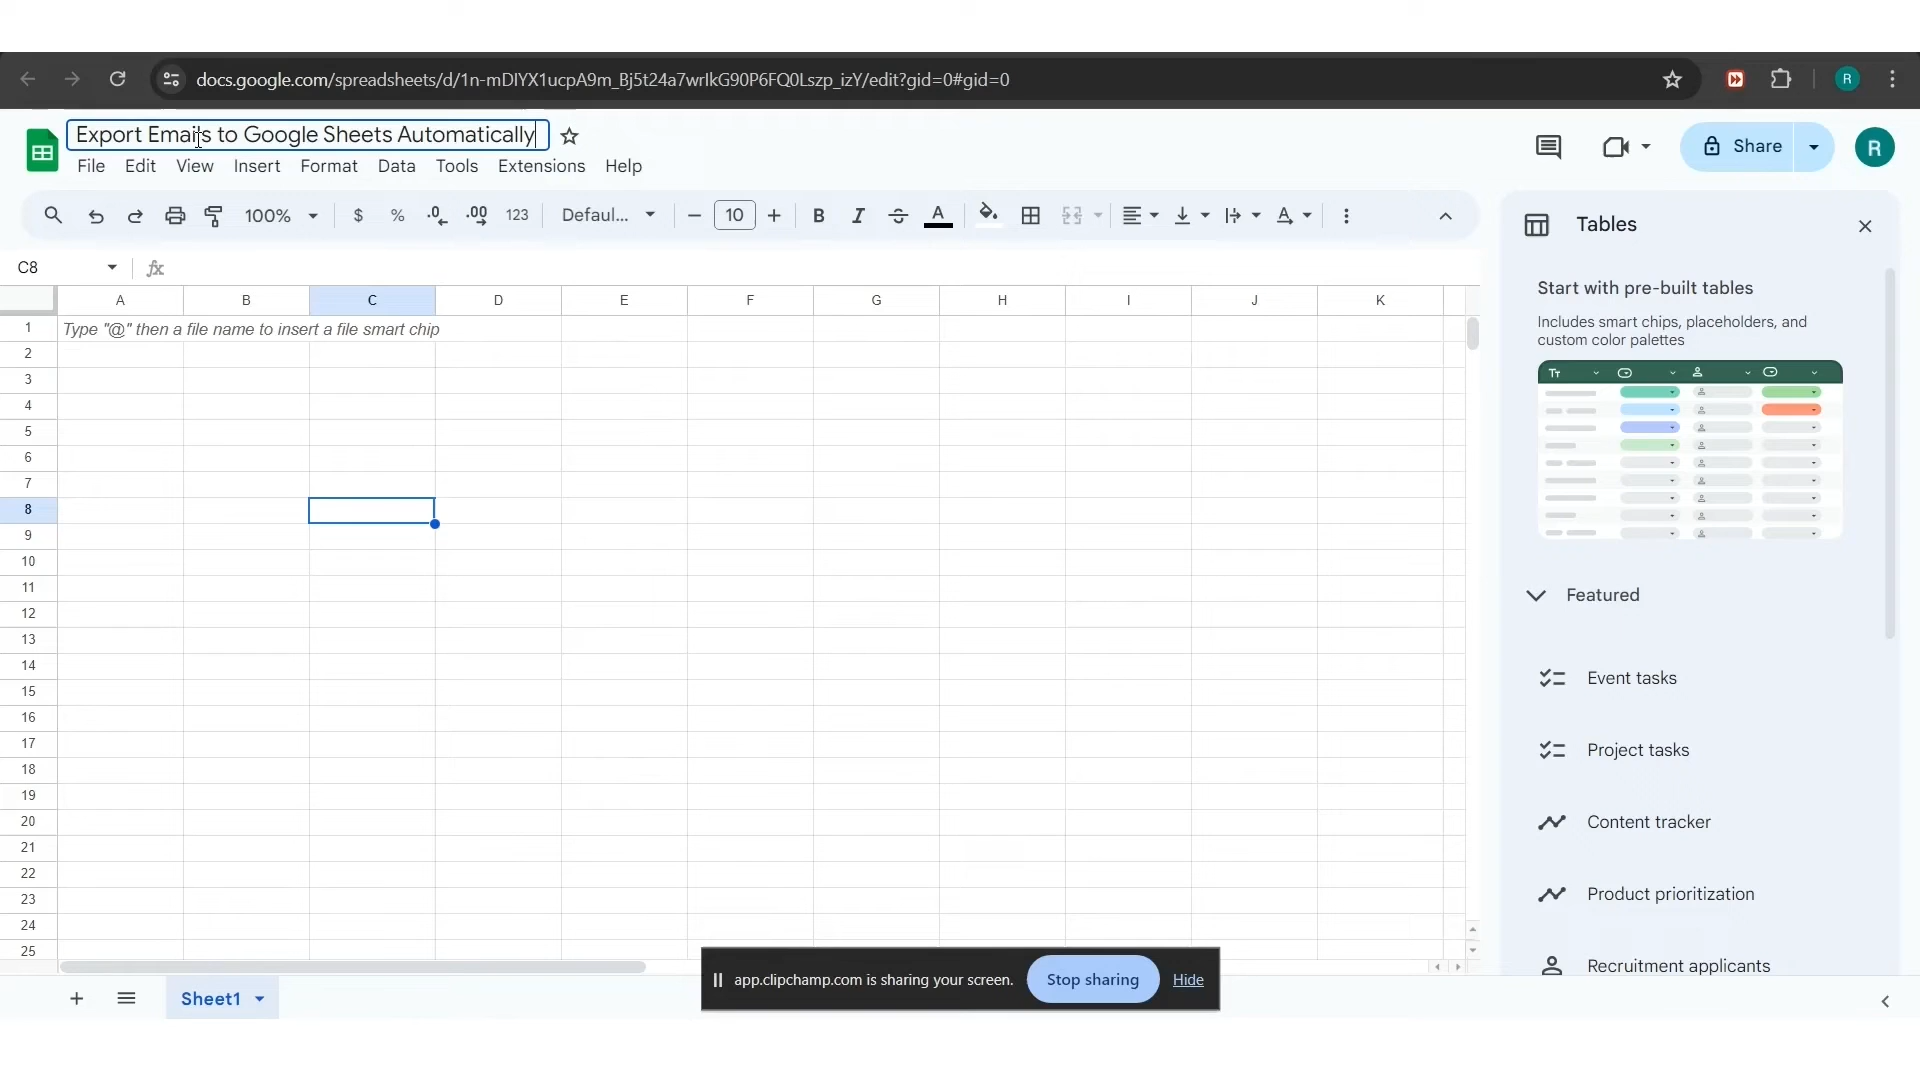 docs.google.com/spreadsheets/d/1n-mDlYX1ucpA9m_Bj5t24a7wrlkG90P6FQ0Lszp_izY/edit?gid=0#gid=0
R
Export Emails to Google Sheets Automatically
File Edit View Insert Format Data Tools Extensions Help
Share
R
100% $ % .0 .00 123 Defaul... 10 B I A
C8 fx
A B C D E F G H I J K
1 Type "@" then a file name to insert a file smart chip
2
3
4
5
6
7
8
9
10
11
12
13
14
15
16
17
18
19
20
21
22
23
24
25
Tables
Start with pre-built tables
Includes smart chips, placeholders, and
custom color palettes
Tт
Featured
Event tasks
Project tasks
Content tracker
Product prioritization
Recruitment applicants
app.clipchamp.com is sharing your screen. Stop sharing Hide
Sheet1